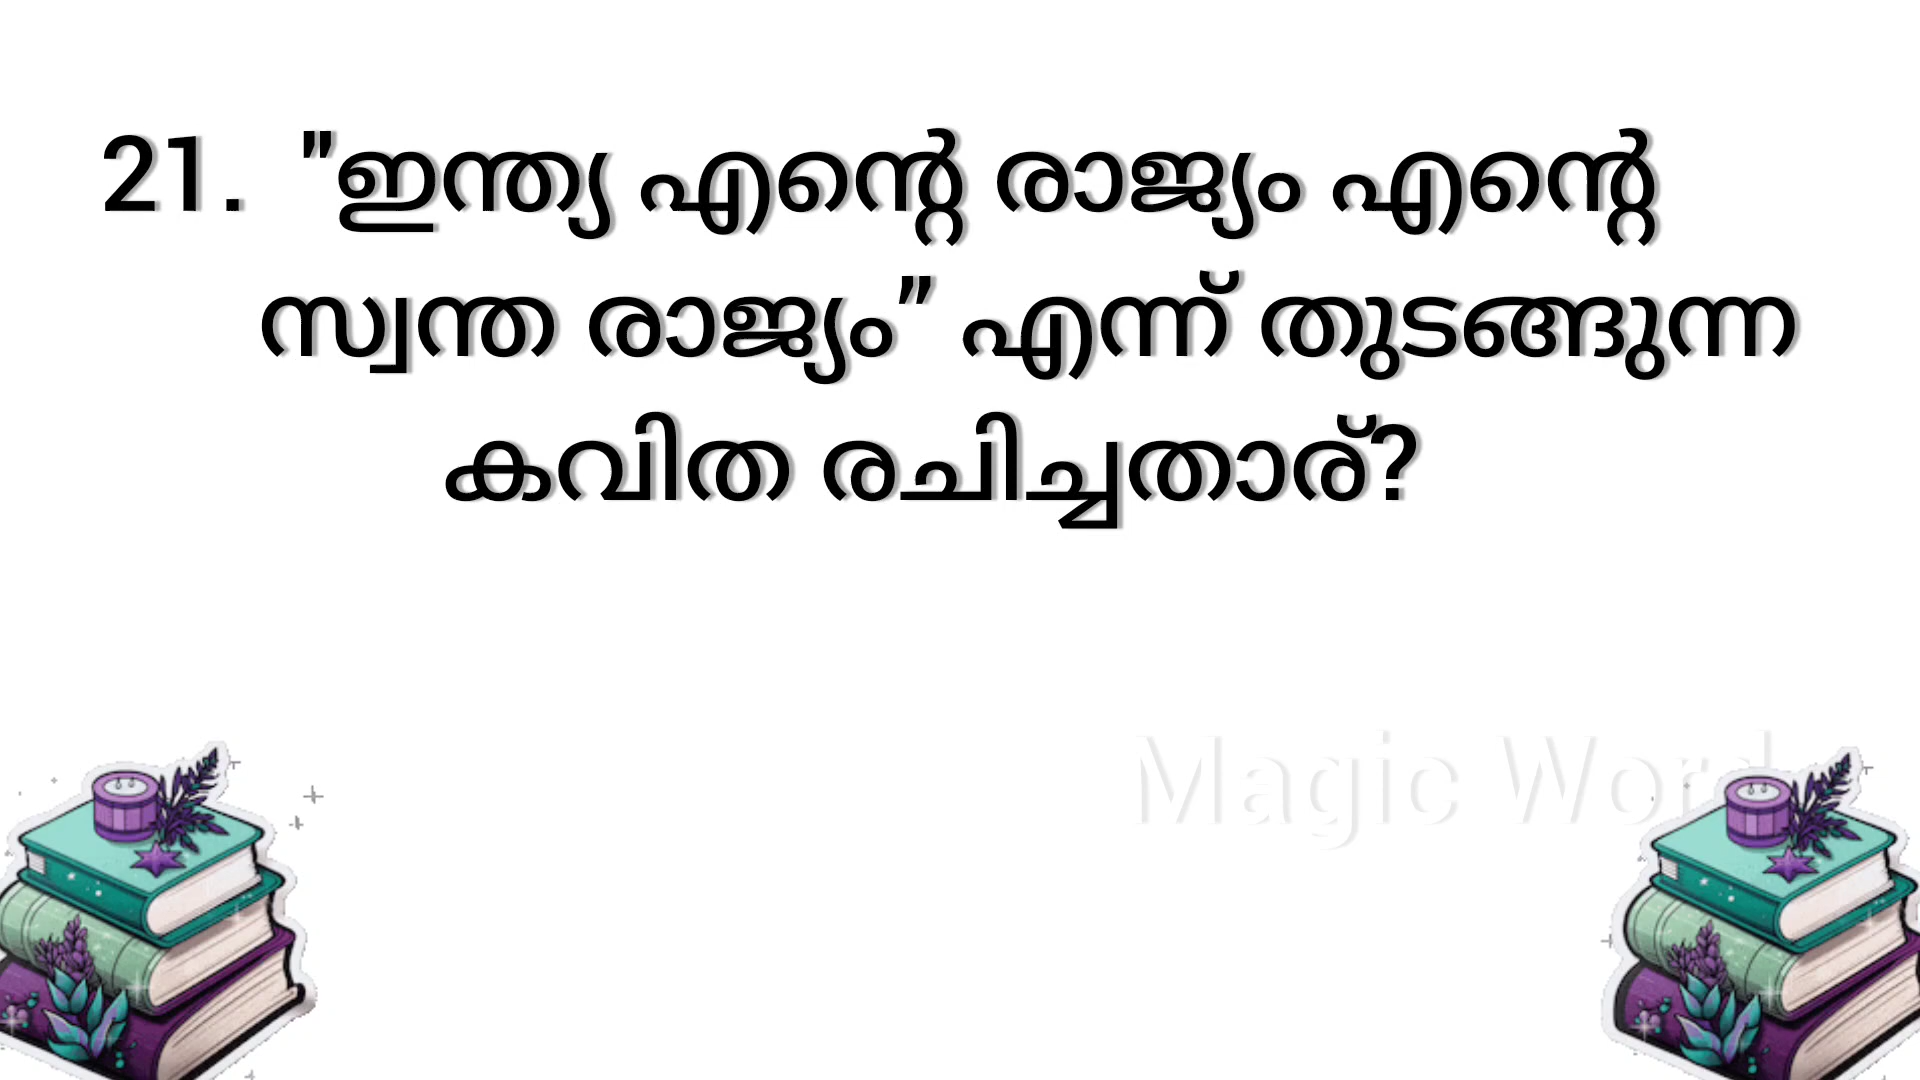 21. "ഇന്ത്യ എന്റെ രാജ്യം എന്റെ
സ്വന്ത രാജ്യം" എന്ന് തുടങ്ങുന്ന
കവിത രചിച്ചതാര്?
Magic Word